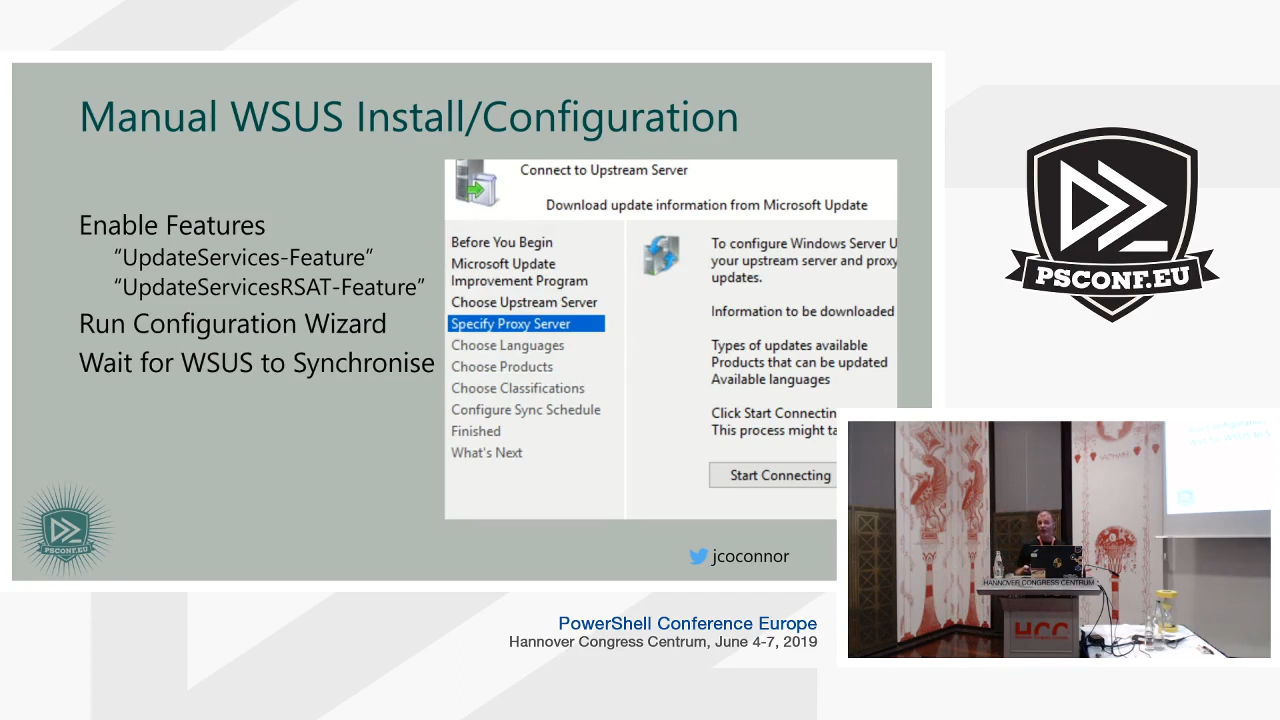 Manual WSUS Install/Configuration
Enable Features
“UpdateServices-Feature”
“UpdateServicesRSAT-Feature”
Run Configuration Wizard
Wait for WSUS to Synchronise
Connect to Upstream Server
Download update information from Microsoft Update
Before You Begin
Microsoft Update
Improvement Program
Choose Upstream Server
Specify Proxy Server
Choose Languages
Choose Products
Choose Classifications
Configure Sync Schedule
Finished
What's Next
To configure Windows Server U
your upstream server and proxy
updates.
Information to be downloaded
Types of updates available
Products that can be updated
Available languages
Click Start Connectin
This process might ta
Start Connecting
PSCONF.EU
jcoconnor
PSCONF.EU
PowerShell Conference Europe
Hannover Congress Centrum, June 4-7, 2019
HANNOVER CONGRESS CENTRUM
HCC